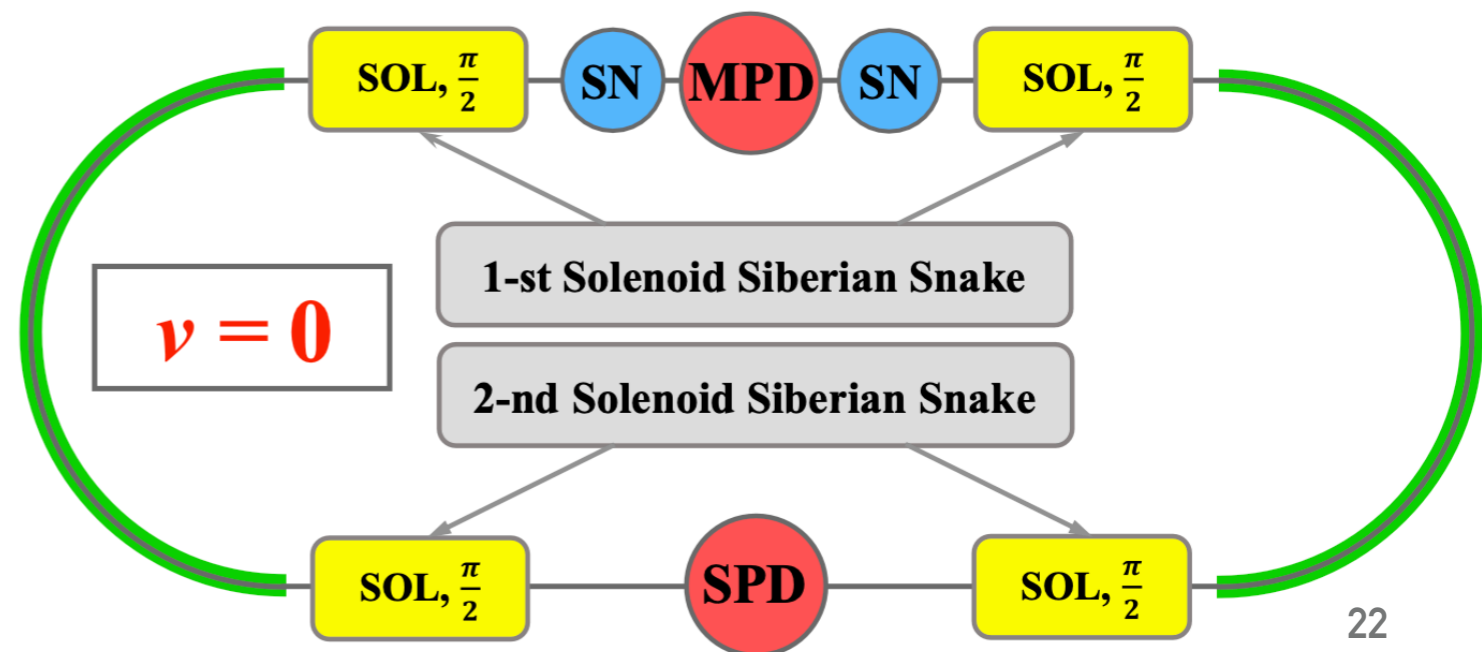 SOL, π/2
SN
MPD
SN
SOL, π/2
1-st Solenoid Siberian Snake
ν = 0
2-nd Solenoid Siberian Snake
SOL, π/2
SPD
SOL, π/2
22